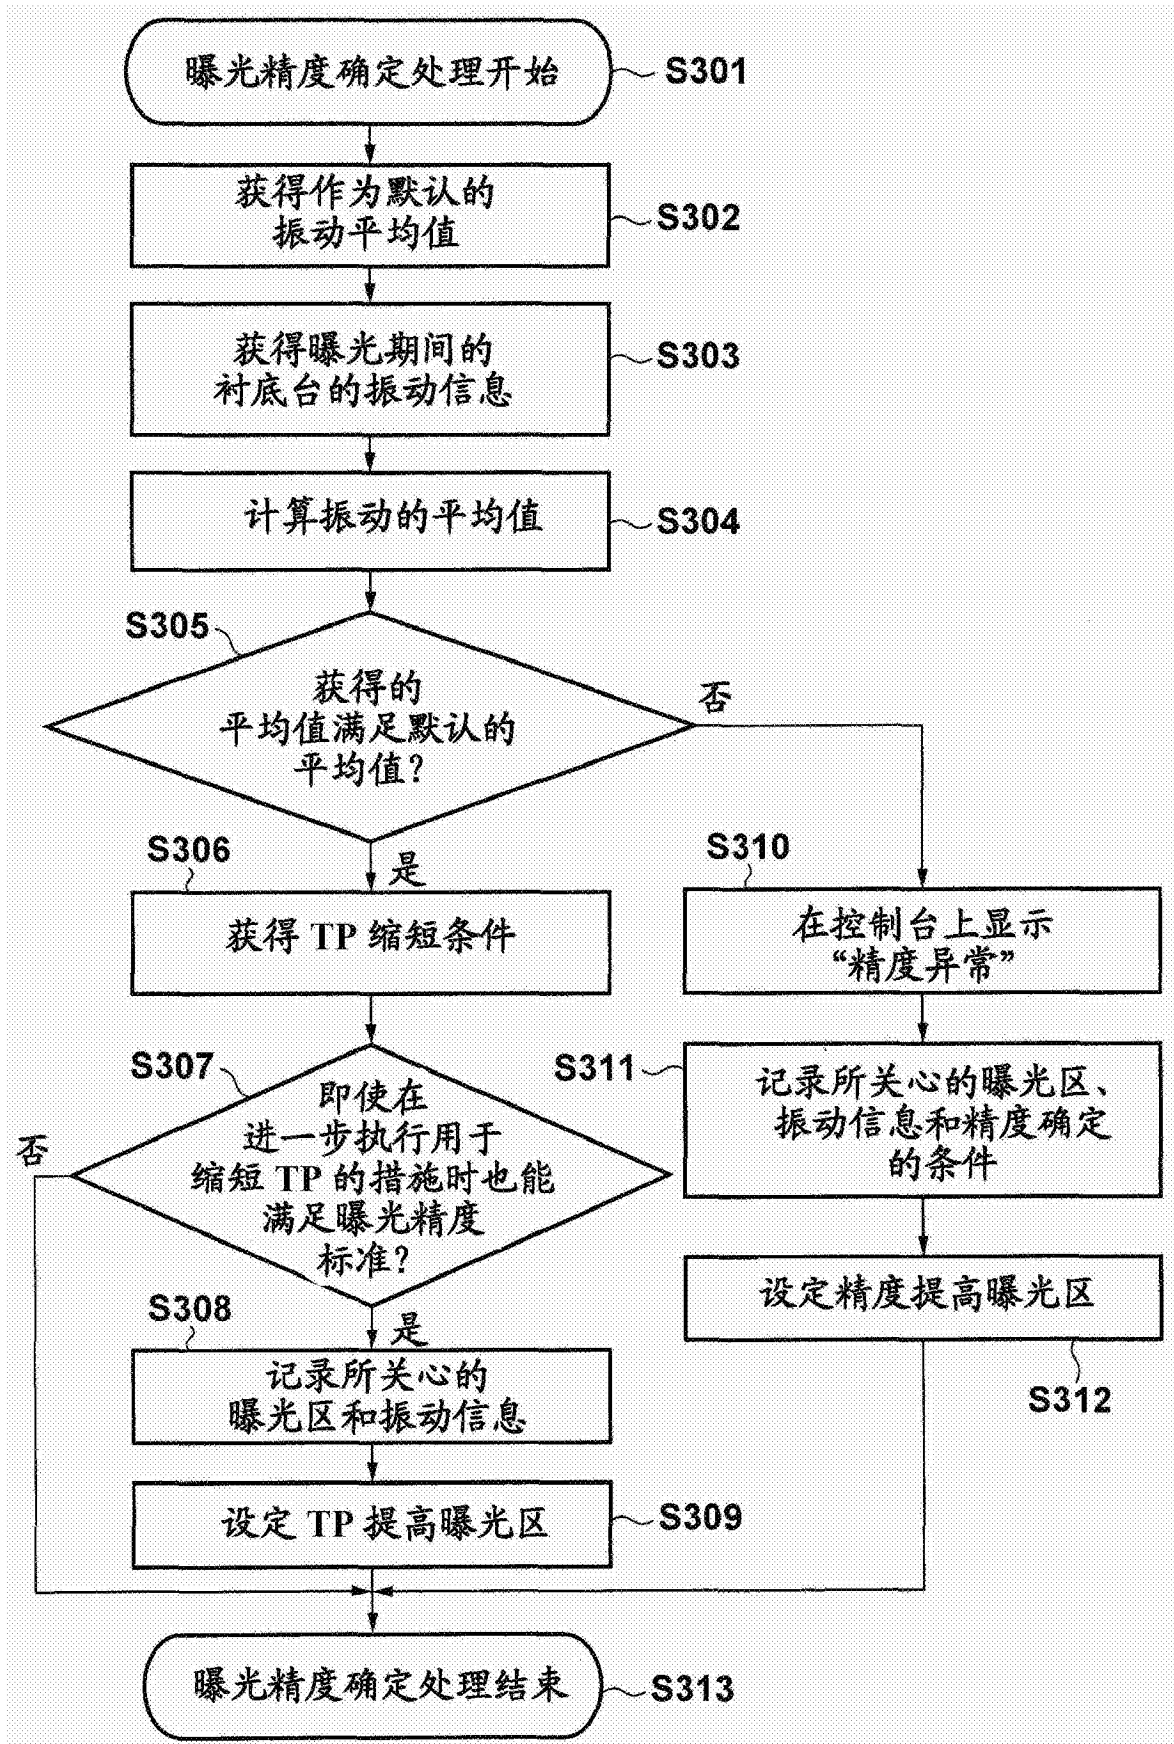 曝光精度确定处理开始
S301
获得作为默认的
振动平均值
S302
获得曝光期间的
衬底台的振动信息
S303
计算振动的平均值
S304
S305
获得的
平均值满足默认的
平均值?
否
是
S306
获得 TP 缩短条件
S310
在控制台上显示
“精度异常”
S307
即使在
进一步执行用于
缩短 TP 的措施时也能
满足曝光精度
标准?
否
是
S311
记录所关心的曝光区、
振动信息和精度确定
的条件
S308
记录所关心的
曝光区和振动信息
设定精度提高曝光区
S312
设定 TP 提高曝光区
S309
曝光精度确定处理结束
S313